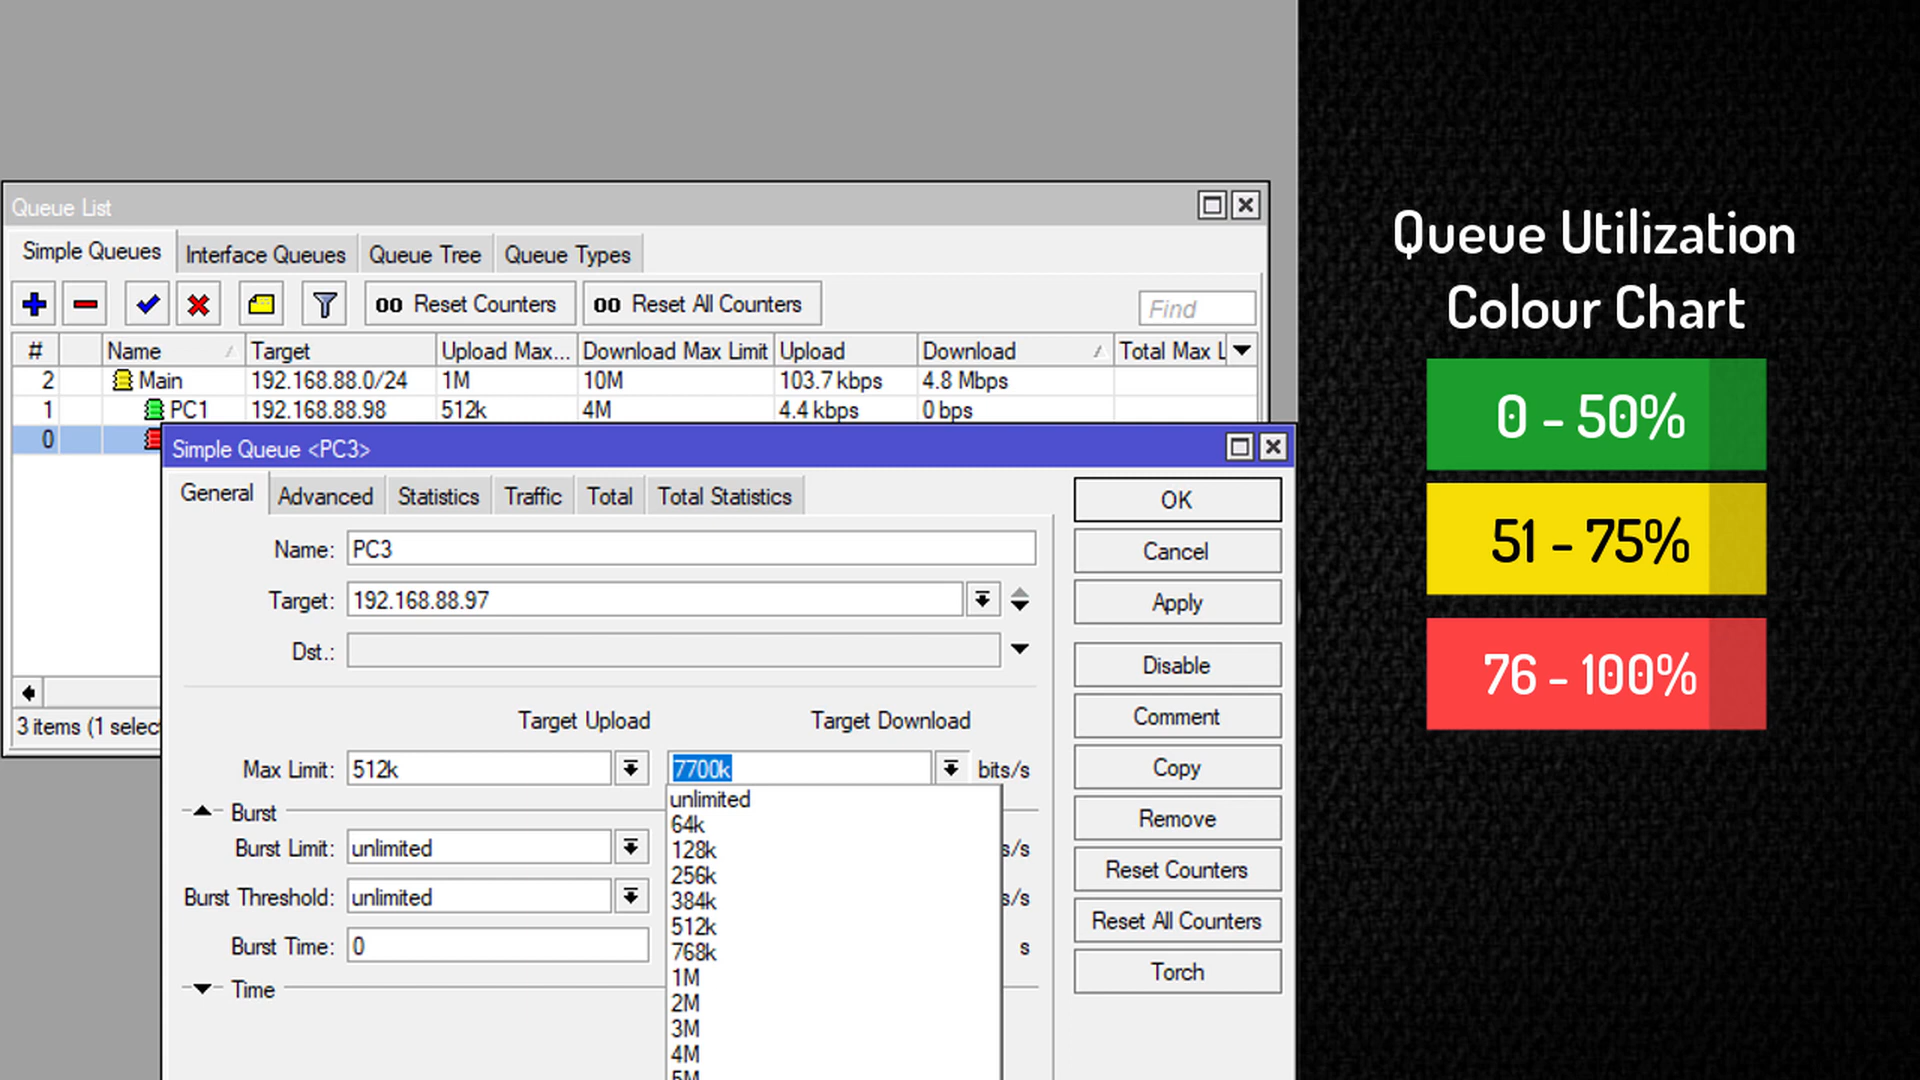 Queue List
Simple Queues Interface Queues Queue Tree Queue Types
00 Reset Counters 00 Reset All Counters Find
# Name Target Upload Max... Download Max Limit Upload Download Total Max L
2 Main 192.168.88.0/24 1M 10M 103.7 kbps 4.8 Mbps
1 PC1 192.168.88.98 512k 4M 4.4 kbps 0 bps
0
3 items (1 selec
Simple Queue <PC3>
General Advanced Statistics Traffic Total Total Statistics
Name: PC3
Target: 192.168.88.97
Dst.:
Target Upload Target Download
Max Limit: 512k 7700k bits/s
Burst
Burst Limit: unlimited s/s
Burst Threshold: unlimited s/s
Burst Time: 0 s
Time
unlimited
64k
128k
256k
384k
512k
768k
1M
2M
3M
4M
5M
OK
Cancel
Apply
Disable
Comment
Copy
Remove
Reset Counters
Reset All Counters
Torch
Queue Utilization
Colour Chart
0 - 50%
51 - 75%
76 - 100%